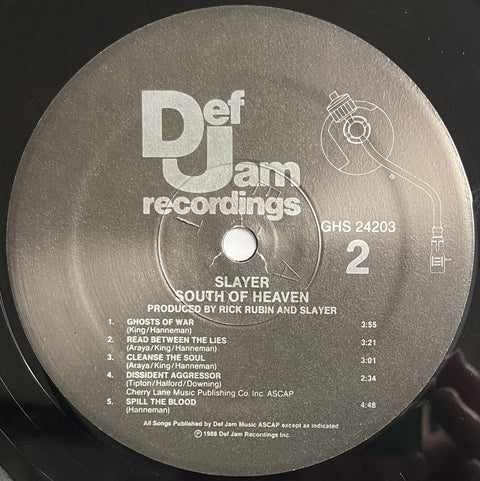 Def
Jam
recordings
GHS 24203
2
SLAYER
SOUTH OF HEAVEN
PRODUCED BY RICK RUBIN AND SLAYER
1. GHOSTS OF WAR 3:55
(King/Hanneman)
2. READ BETWEEN THE LIES 3:21
(Araya/King/Hanneman)
3. CLEANSE THE SOUL 3:01
(Araya/King/Hanneman)
4. DISSIDENT AGGRESSOR 2:34
(Tipton/Halford/Downing)
Cherry Lane Music Publishing Co. Inc. ASCAP
5. SPILL THE BLOOD 4:48
(Hanneman)
All Songs Published by Def Jam Music ASCAP except as indicated
℗ 1988 Def Jam Recordings Inc.